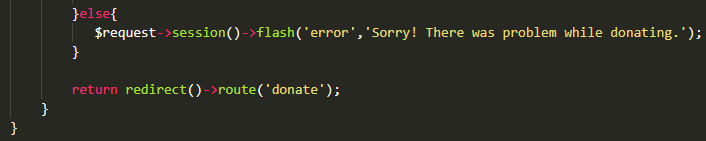 }else{
$request->session()->flash('error','Sorry! There was problem while donating.');
}
return redirect()->route('donate');
}
}